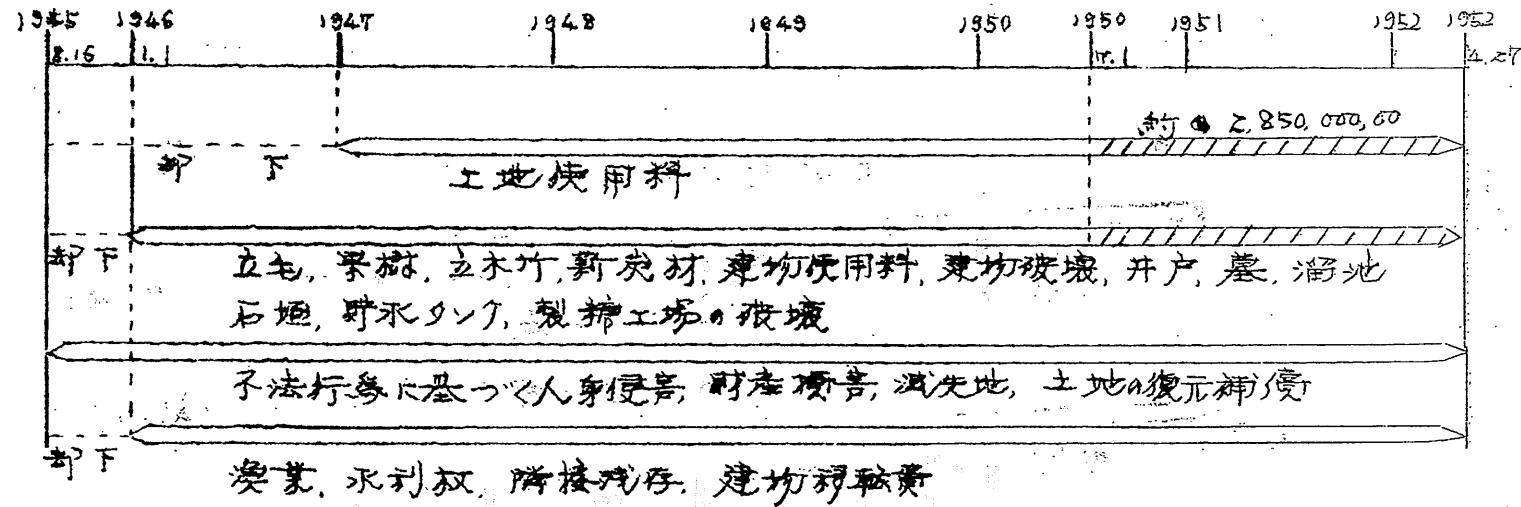 1945 1946 1947 1948 1949 1950 1950 1951 1952 1952
8.15 1.1 7.1 4.27
約 2,850,000,00
却 下 土地使用料
却下
立毛, 果樹, 立木竹, 薪炭材, 建物使用料, 建物破壊, 井戸, 墓, 溜池
石垣, 貯水タンク, 製糖工場の破壊
不法行為に基づく人身侵害, 財産損害, 滅失地, 土地の復元補償
却下
漁業, 水利权, 隣接残存, 建物移転費